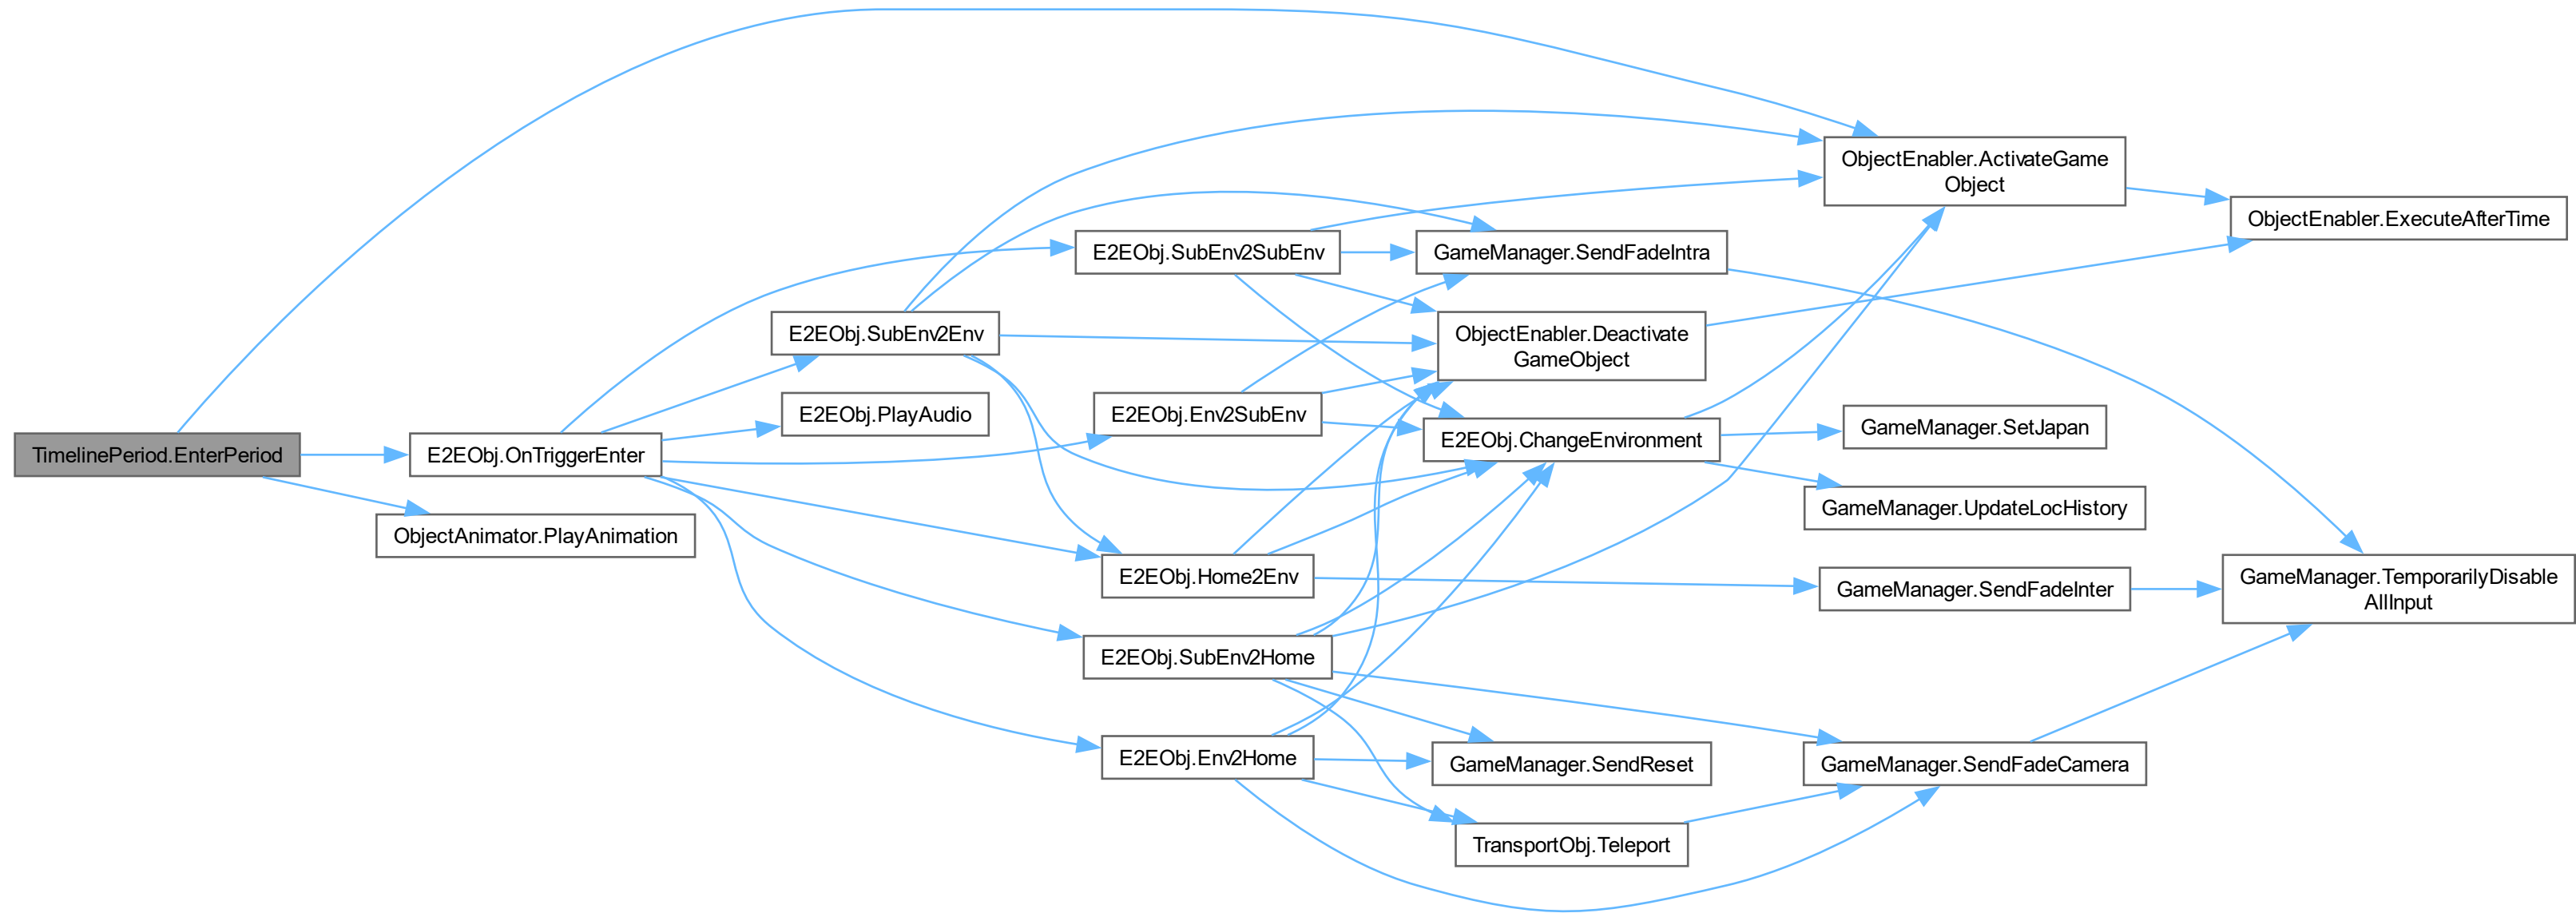 ObjectEnabler.ActivateGame
Object
ObjectEnabler.ExecuteAfterTime
E2EObj.SubEnv2SubEnv
GameManager.SendFadeIntra
E2EObj.SubEnv2Env
ObjectEnabler.Deactivate
GameObject
E2EObj.PlayAudio
E2EObj.Env2SubEnv
GameManager.SetJapan
E2EObj.ChangeEnvironment
TimelinePeriod.EnterPeriod
E2EObj.OnTriggerEnter
GameManager.UpdateLocHistory
ObjectAnimator.PlayAnimation
E2EObj.Home2Env
GameManager.SendFadeInter
GameManager.TemporarilyDisable
AllInput
E2EObj.SubEnv2Home
E2EObj.Env2Home
GameManager.SendReset
GameManager.SendFadeCamera
TransportObj.Teleport